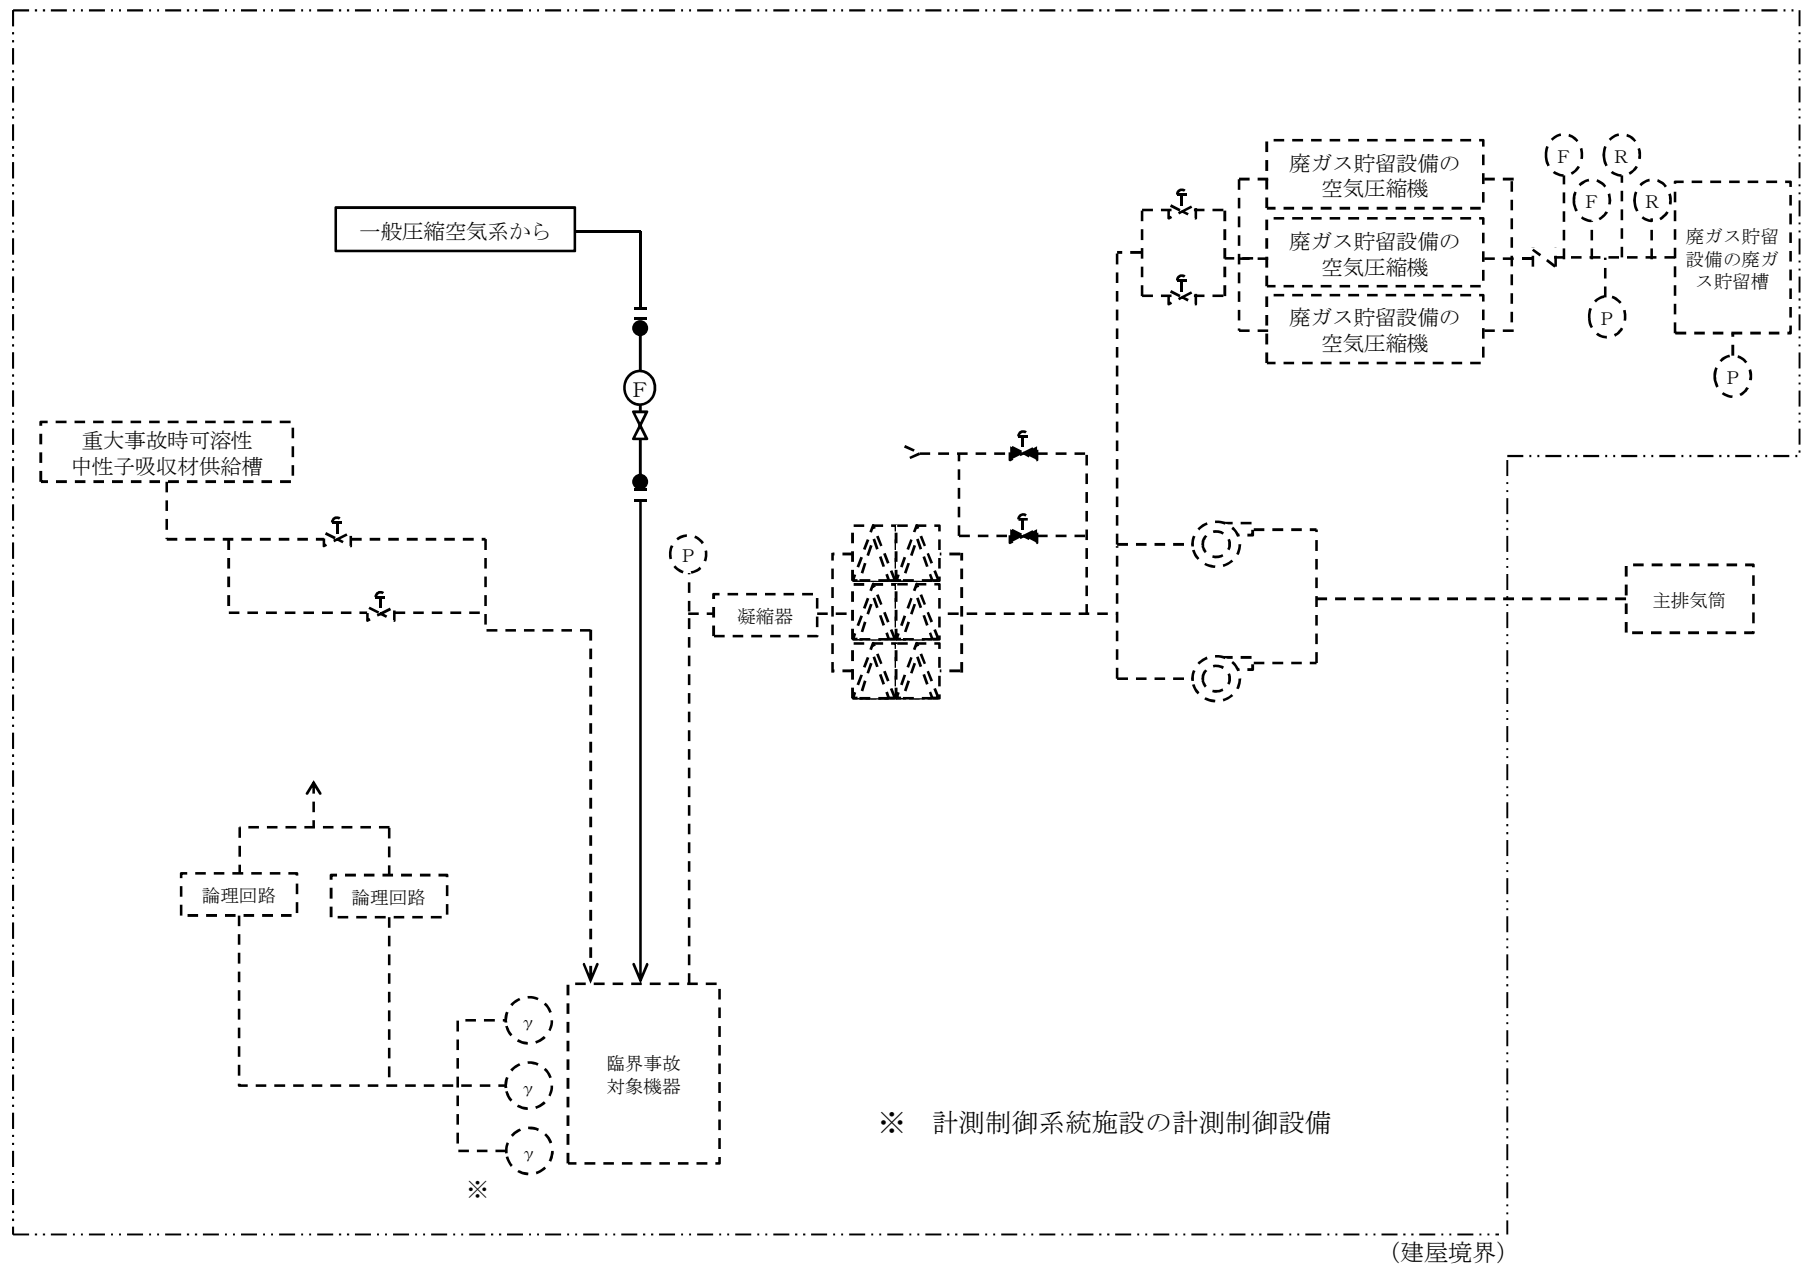 廃ガス貯留設備の
空気圧縮機
廃ガス貯留設備の
空気圧縮機
廃ガス貯留設備の
空気圧縮機
F
R
F
R
廃ガス貯留
設備の廃ガ
ス貯留槽
P
P
一般圧縮空気系から
F
重大事故時可溶性
中性子吸収材供給槽
P
凝縮器
主排気筒
論理回路
論理回路
γ
γ
γ
※
臨界事故
対象機器
※ 計測制御系統施設の計測制御設備
（建屋境界）